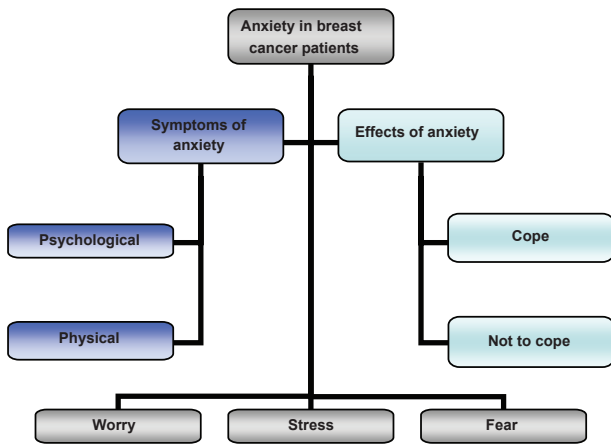 Anxiety in breast
cancer patients
Symptoms of
anxiety
Effects of anxiety
Psychological
Cope
Physical
Not to cope
Worry
Stress
Fear